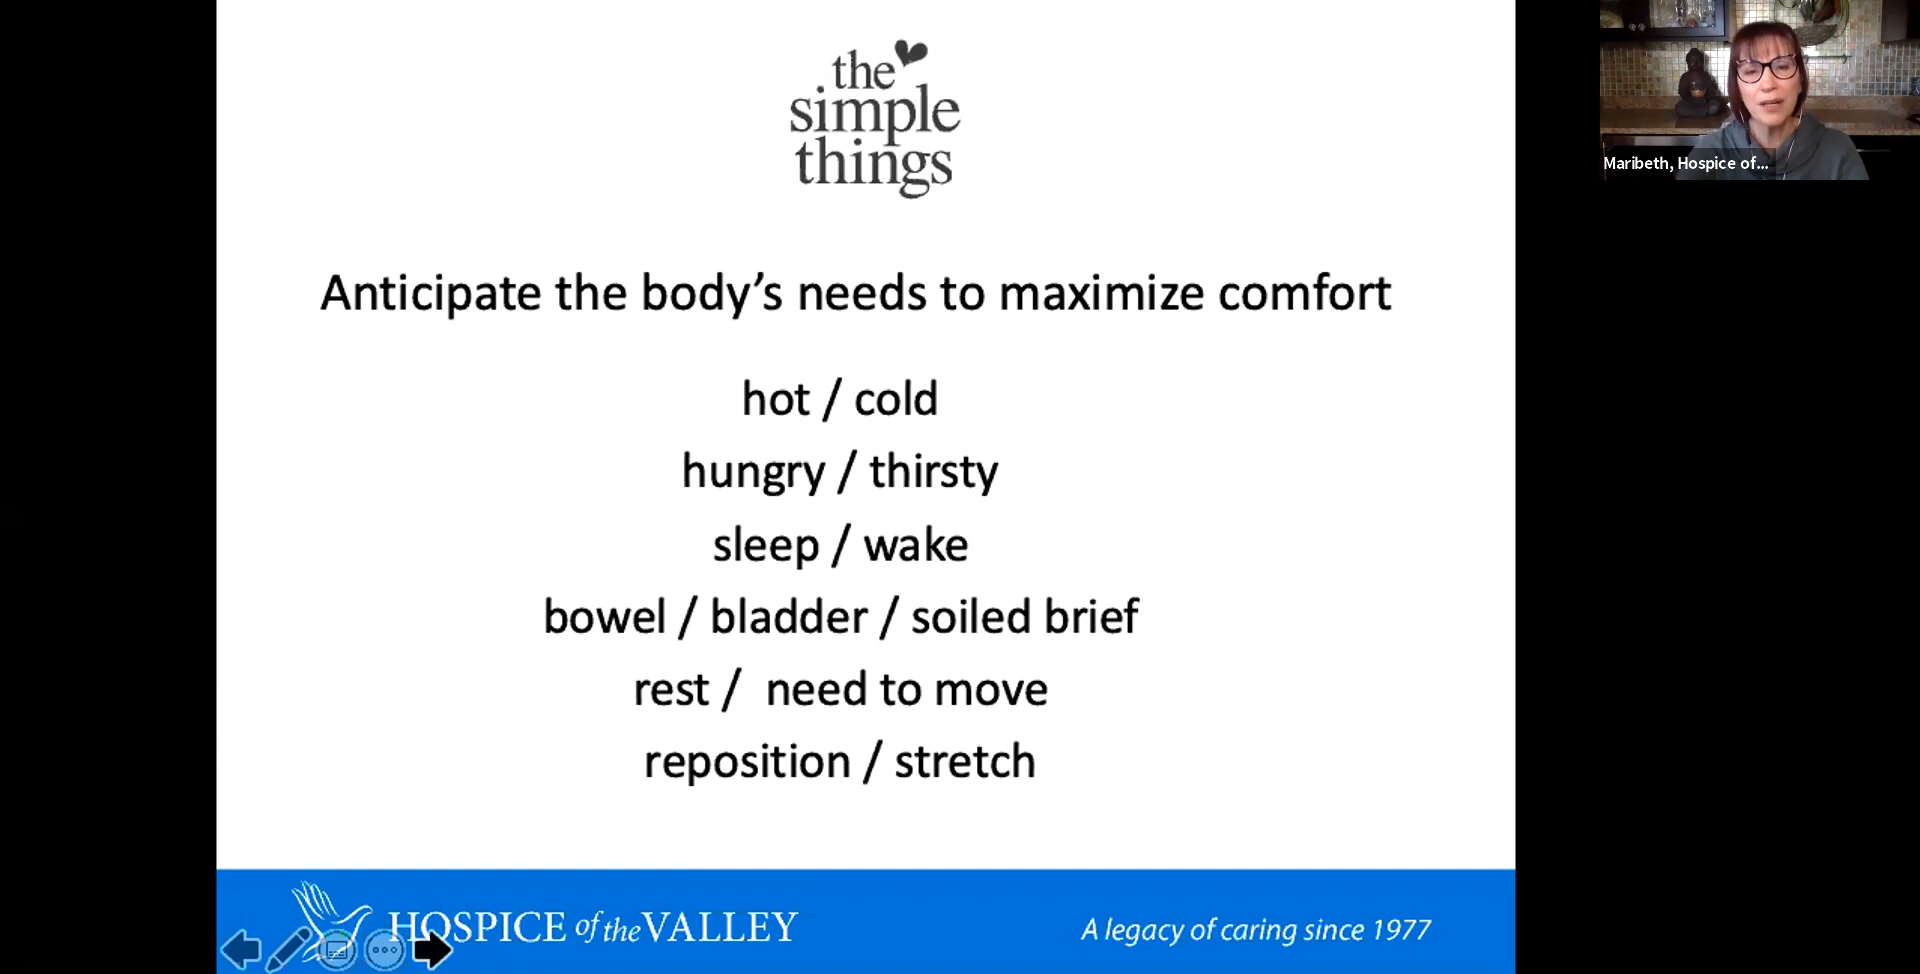 the
simple
things
Anticipate the body’s needs to maximize comfort
hot / cold
hungry / thirsty
sleep / wake
bowel / bladder / soiled brief
rest /  need to move
reposition / stretch
HOSPICE of the VALLEY
A legacy of caring since 1977
Maribeth, Hospice of...